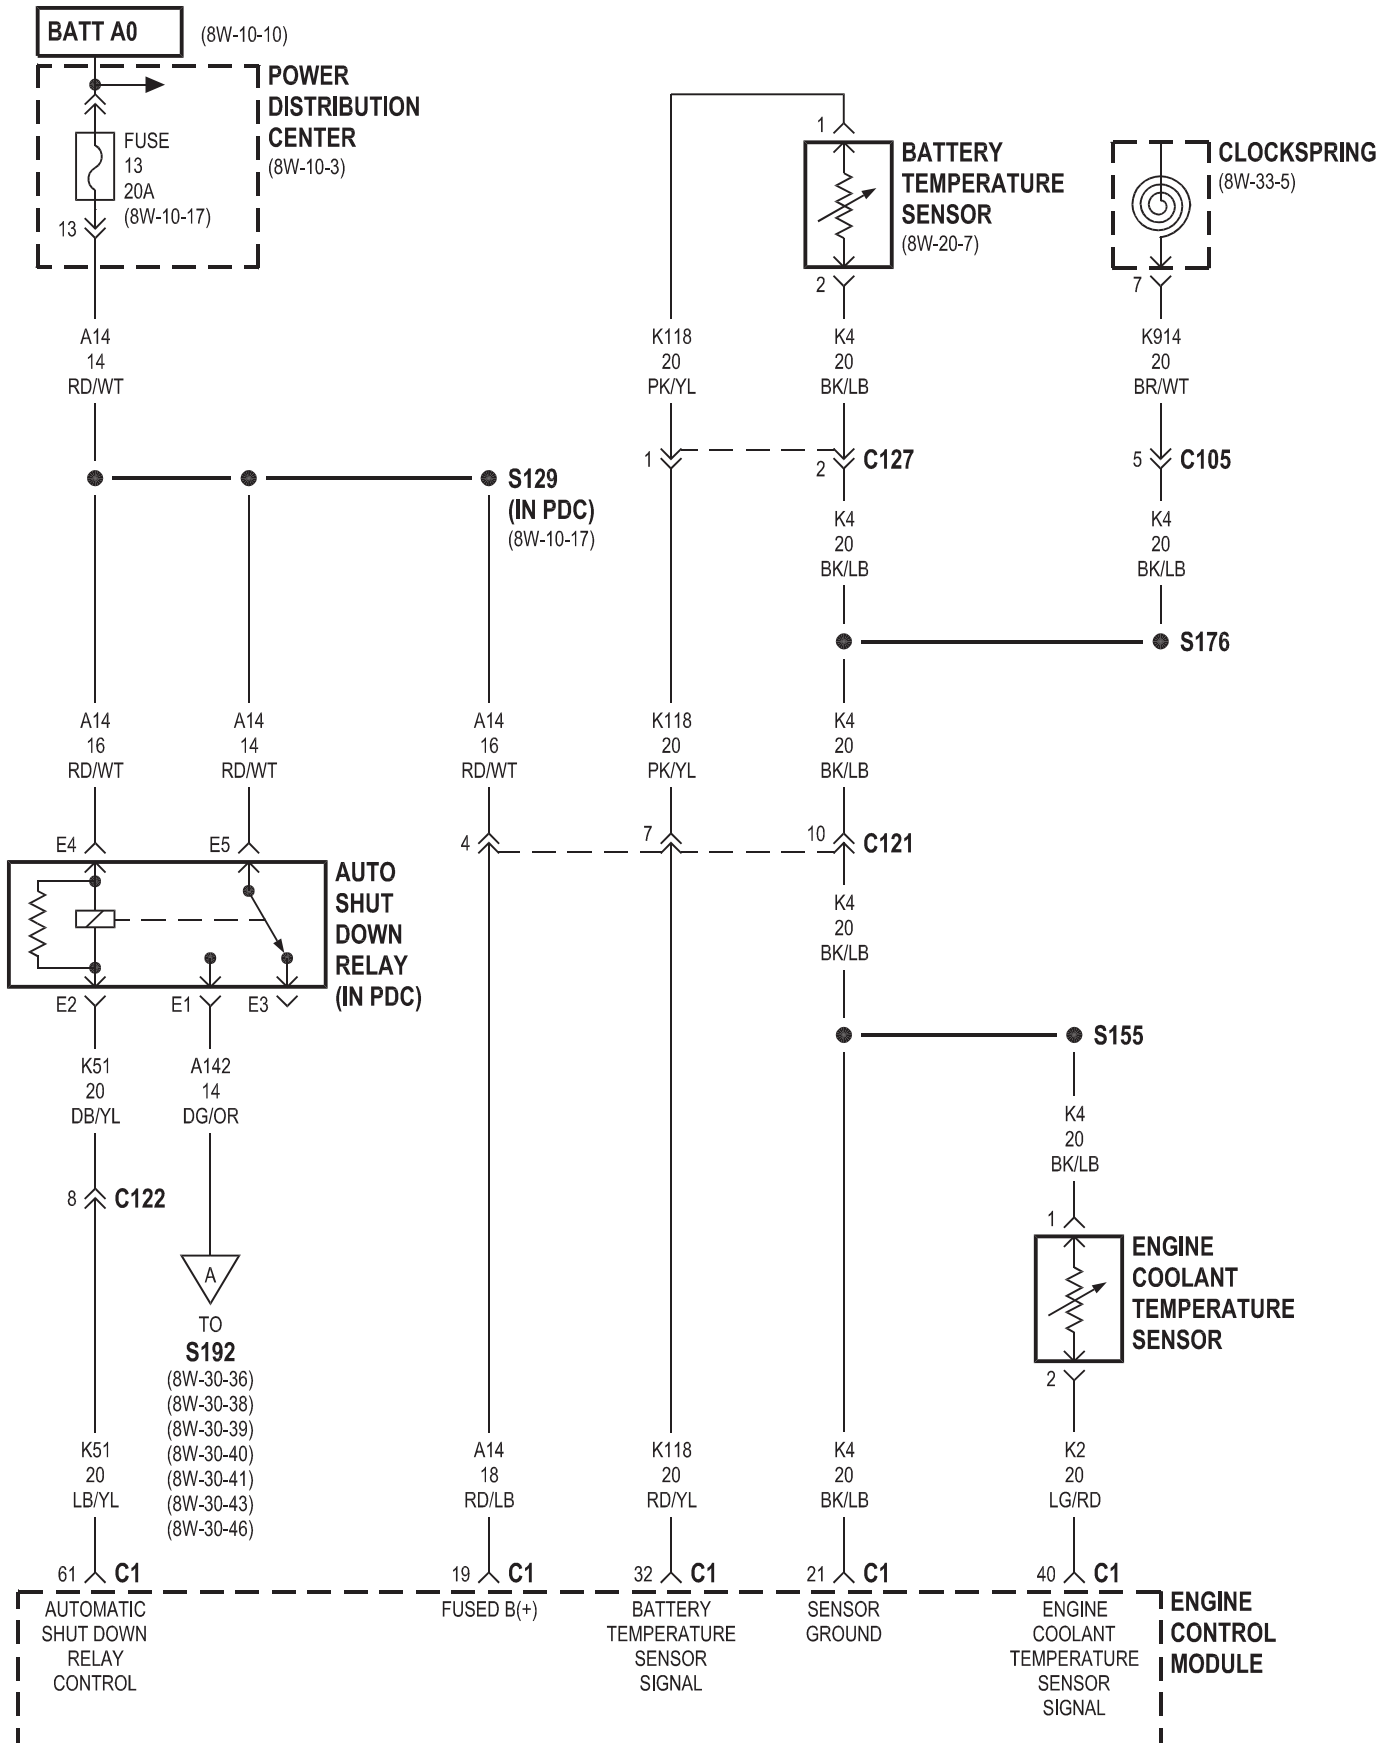 BATT A0
(8W-10-10)
POWER
DISTRIBUTION
CENTER
(8W-10-3)
FUSE
13
20A
(8W-10-17)
13
1
BATTERY
TEMPERATURE
SENSOR
(8W-20-7)
2
CLOCKSPRING
(8W-33-5)
7
A14
14
RD/WT
K118
20
PK/YL
K4
20
BK/LB
K914
20
BR/WT
S129
(IN PDC)
(8W-10-17)
1
2
C127
5
C105
K4
20
BK/LB
K4
20
BK/LB
S176
A14
16
RD/WT
A14
14
RD/WT
A14
16
RD/WT
K118
20
PK/YL
K4
20
BK/LB
E4
E5
4
7
10
C121
AUTO
SHUT
DOWN
RELAY
(IN PDC)
E2
E1
E3
K4
20
BK/LB
S155
K51
20
DB/YL
A142
14
DG/OR
K4
20
BK/LB
8
C122
A
TO
S192
(8W-30-36)
(8W-30-38)
(8W-30-39)
(8W-30-40)
(8W-30-41)
(8W-30-43)
(8W-30-46)
1
ENGINE
COOLANT
TEMPERATURE
SENSOR
2
K51
20
LB/YL
A14
18
RD/LB
K118
20
RD/YL
K4
20
BK/LB
K2
20
LG/RD
61
C1
19
C1
32
C1
21
C1
40
C1
AUTOMATIC
SHUT DOWN
RELAY
CONTROL
FUSED B(+)
BATTERY
TEMPERATURE
SENSOR
SIGNAL
SENSOR
GROUND
ENGINE
COOLANT
TEMPERATURE
SENSOR
SIGNAL
ENGINE
CONTROL
MODULE